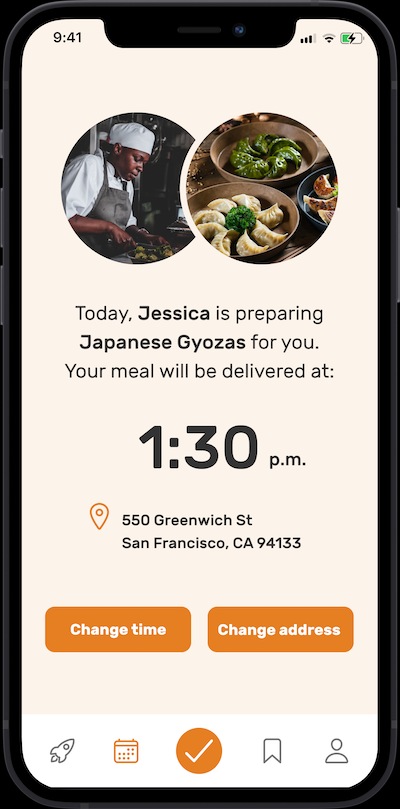 9:41
Today, Jessica is preparing
Japanese Gyozas for you.
Your meal will be delivered at:
1:30 p.m.
550 Greenwich St
San Francisco, CA 94133
Change time
Change address